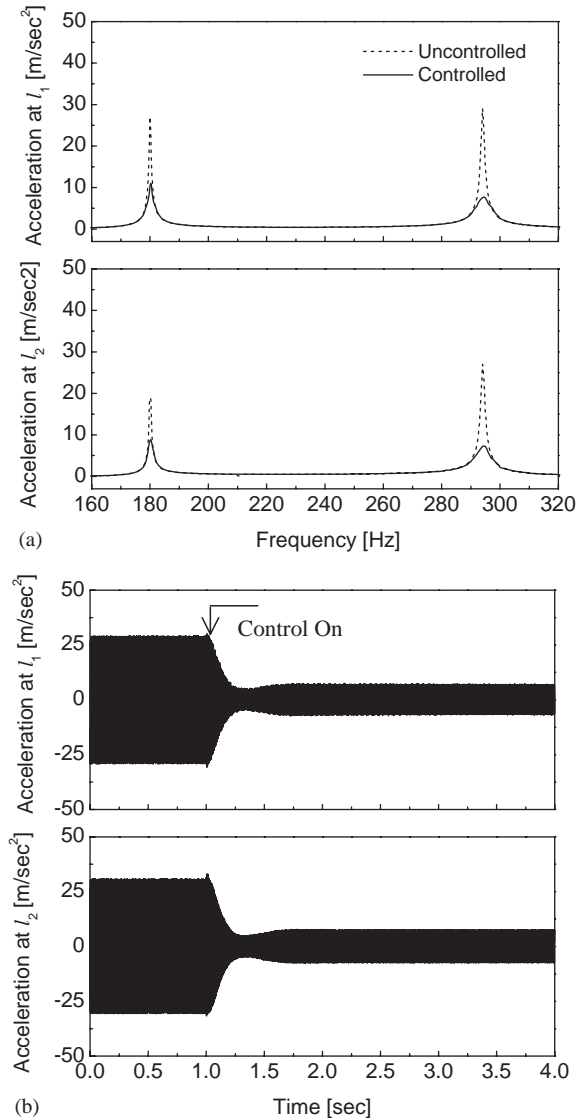 50
40
30
20
10
0
Acceleration at l₁ [m/sec²]
Uncontrolled
Controlled
50
40
30
20
10
0
Acceleration at l₂ [m/sec2]
160 180 200 220 240 260 280 300 320
(a) Frequency [Hz]
50
25
0
-25
-50
Acceleration at l₁ [m/sec²]
Control On
50
25
0
-25
-50
Acceleration at l₂ [m/sec²]
0.0 0.5 1.0 1.5 2.0 2.5 3.0 3.5 4.0
(b) Time [sec]